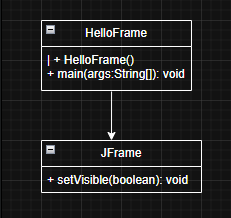 HelloFrame
| + HelloFrame()
+ main(args:String[]): void
JFrame
+ setVisible(boolean): void